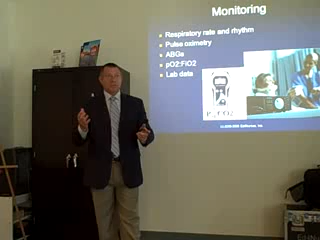 Monitoring
Respiratory rate and rhythm
Pulse oximetry
ABGs
pO2:FiO2
Lab data